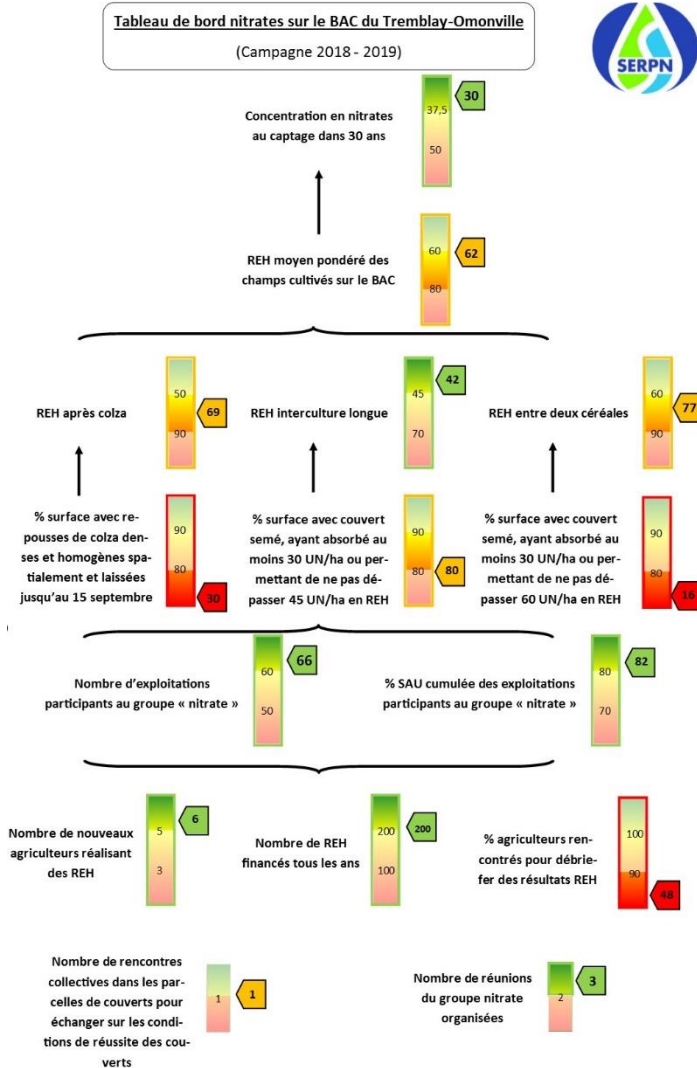 Tableau de bord nitrates sur le BAC du Tremblay-Omonville
(Campagne 2018 - 2019)
SERPN
Concentration en nitrates
au captage dans 30 ans
30
37,5
50
REH moyen pondéré des
champs cultivés sur le BAC
60
62
80
REH après colza
50
69
90
REH interculture longue
42
45
70
REH entre deux céréales
60
77
90
% surface avec re-
pousses de colza den-
ses et homogènes spa-
tialement et laissées
jusqu'au 15 septembre
90
80
30
% surface avec couvert
semé, ayant absorbé au
moins 30 UN/ha ou per-
mettant de ne pas dé-
passer 45 UN/ha en REH
90
80
80
% surface avec couvert
semé, ayant absorbé au
moins 30 UN/ha ou per-
mettant de ne pas dé-
passer 60 UN/ha en REH
90
80
16
Nombre d'exploitations
participants au groupe « nitrate »
66
60
50
% SAU cumulée des exploitations
participants au groupe « nitrate »
82
80
70
Nombre de nouveaux
agriculteurs réalisant
des REH
6
5
3
Nombre de REH
financés tous les ans
200
200
100
% agriculteurs ren-
contrés pour débrie-
fer des résultats REH
100
90
48
Nombre de rencontres
collectives dans les par-
celles de couverts pour
échanger sur les condi-
tions de réussite des cou-
verts
1
1
Nombre de réunions
du groupe nitrate
organisées
3
2